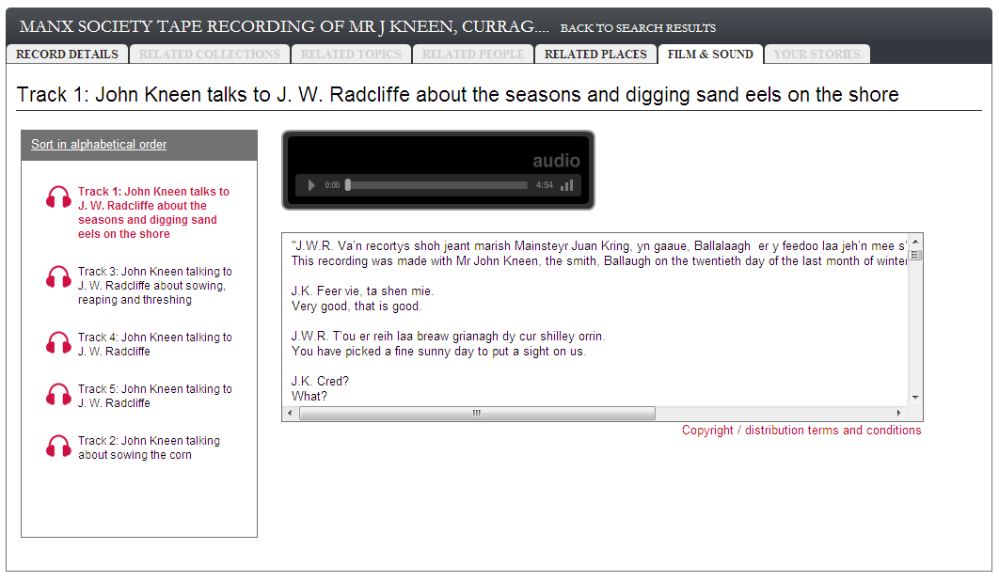 MANX SOCIETY TAPE RECORDING OF MR J KNEEN, CURRAG.... BACK TO SEARCH RESULTS
RECORD DETAILS RELATED COLLECTIONS RELATED TOPICS RELATED PEOPLE RELATED PLACES FILM & SOUND YOUR STORIES
Track 1: John Kneen talks to J. W. Radcliffe about the seasons and digging sand eels on the shore
Sort in alphabetical order
Track 1: John Kneen talks to
J. W. Radcliffe about the
seasons and digging sand
eels on the shore
Track 3: John Kneen talking to
J. W. Radcliffe about sowing,
reaping and threshing
Track 4: John Kneen talking to
J. W. Radcliffe
Track 5: John Kneen talking to
J. W. Radcliffe
Track 2: John Kneen talking
about sowing the corn
audio
0:00 4:54
"J.W.R. Va'n recortys shoh jeant marish Mainsteyr Juan Kring, yn gaaue, Ballalaagh er y feedoo laa jeh'n mee s'
This recording was made with Mr John Kneen, the smith, Ballaugh on the twentieth day of the last month of winter
J.K. Feer vie, ta shen mie.
Very good, that is good.
J.W.R. T'ou er reih laa breaw grianagh dy cur shilley orrin.
You have picked a fine sunny day to put a sight on us.
J.K. Cred?
What?
Copyright / distribution terms and conditions